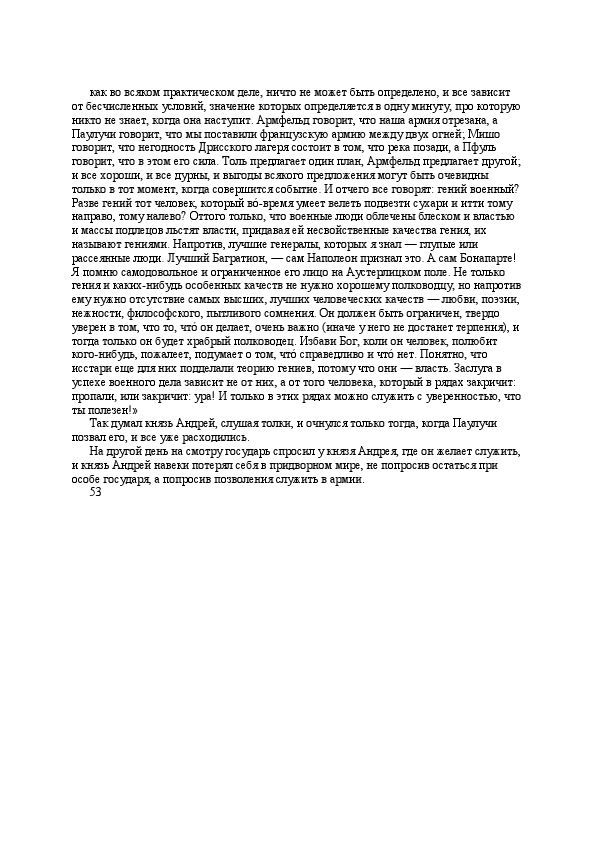 как во всяком практическом деле, ничто не может быть определено, и все зависит
от бесчисленных условий, значение которых определяется в одну минуту, про которую
никто не знает, когда она наступит. Армфельд говорит, что наша армия отрезана, а
Паулучи говорит, что мы поставили французскую армию между двух огней; Мишо
говорит, что негодность Дрисского лагеря состоит в том, что река позади, а Пфуль
говорит, что в этом его сила. Толь предлагает один план, Армфельд предлагает другой;
и все хороши, и все дурны, и выгоды всякого предложения могут быть очевидны
только в тот момент, когда совершится событие. И отчего все говорят: гений военный?
Разве гений тот человек, который во́-время умеет велеть подвезти сухари и итти тому
направо, тому налево? Оттого только, что военные люди облечены блеском и властью
и массы подлецов льстят власти, придавая ей несвойственные качества гения, их
называют гениями. Напротив, лучшие генералы, которых я знал — глупые или
рассеянные люди. Лучший Багратион, — сам Наполеон признал это. А сам Бонапарте!
Я помню самодовольное и ограниченное его лицо на Аустерлицком поле. Не только
гения и каких-нибудь особенных качеств не нужно хорошему полководцу, но напротив
ему нужно отсутствие самых высших, лучших человеческих качеств — любви, поэзии,
нежности, философского, пытливого сомнения. Он должен быть ограничен, твердо
уверен в том, что то, что́ он делает, очень важно (иначе у него не достанет терпения), и
тогда только он будет храбрый полководец. Избави Бог, коли он человек, полюбит
кого-нибудь, пожалеет, подумает о том, что́ справедливо и что́ нет. Понятно, что
исстари еще для них подделали теорию гениев, потому что они — власть. Заслуга в
успехе военного дела зависит не от них, а от того человека, который в рядах закричит:
пропали, или закричит: ура! И только в этих рядах можно служить с уверенностью, что
ты полезен!»
Так думал князь Андрей, слушая толки, и очнулся только тогда, когда Паулучи
позвал его, и все уже расходились.
На другой день на смотру государь спросил у князя Андрея, где он желает служить,
и князь Андрей навеки потерял себя в придворном мире, не попросив остаться при
особе государя, а попросив позволения служить в армии.
53